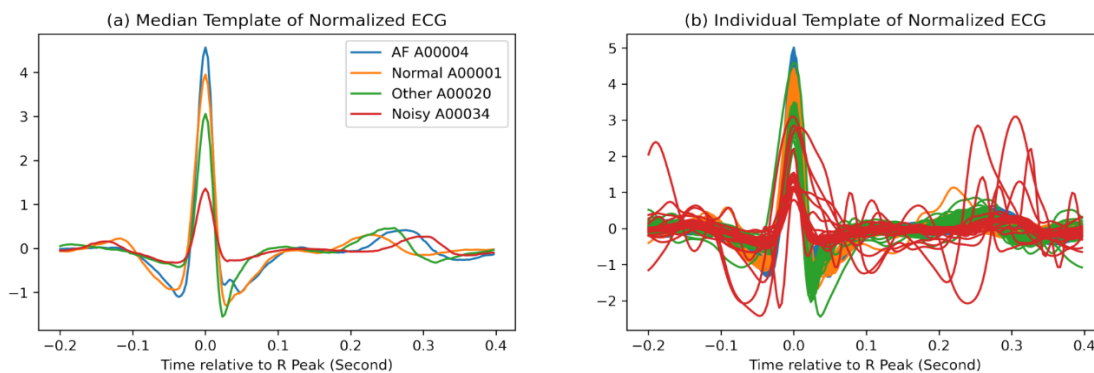 (a) Median Template of Normalized ECG
4
3
2
1
0
−1
−0.2 −0.1 0.0 0.1 0.2 0.3 0.4
Time relative to R Peak (Second)
AF A00004
Normal A00001
Other A00020
Noisy A00034
(b) Individual Template of Normalized ECG
5
4
3
2
1
0
−1
−2
−0.2 −0.1 0.0 0.1 0.2 0.3 0.4
Time relative to R Peak (Second)